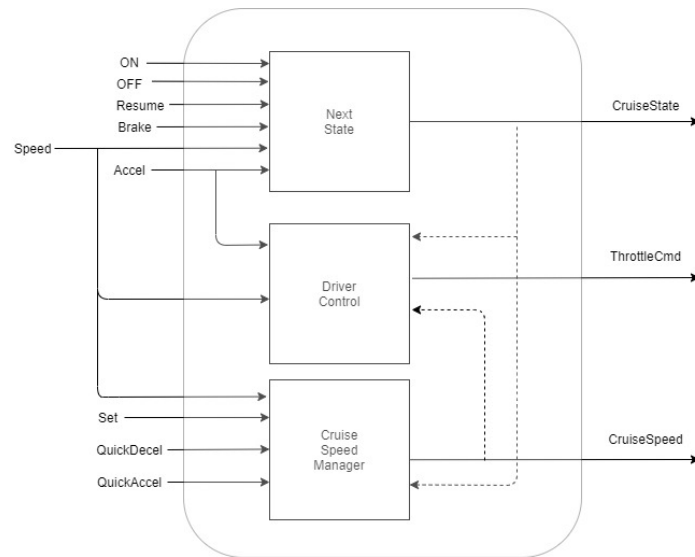 ON
OFF
Resume
Brake
Speed
Accel
Next
State
CruiseState
Driver
Control
ThrottleCmd
Set
QuickDecel
QuickAccel
Cruise
Speed
Manager
CruiseSpeed